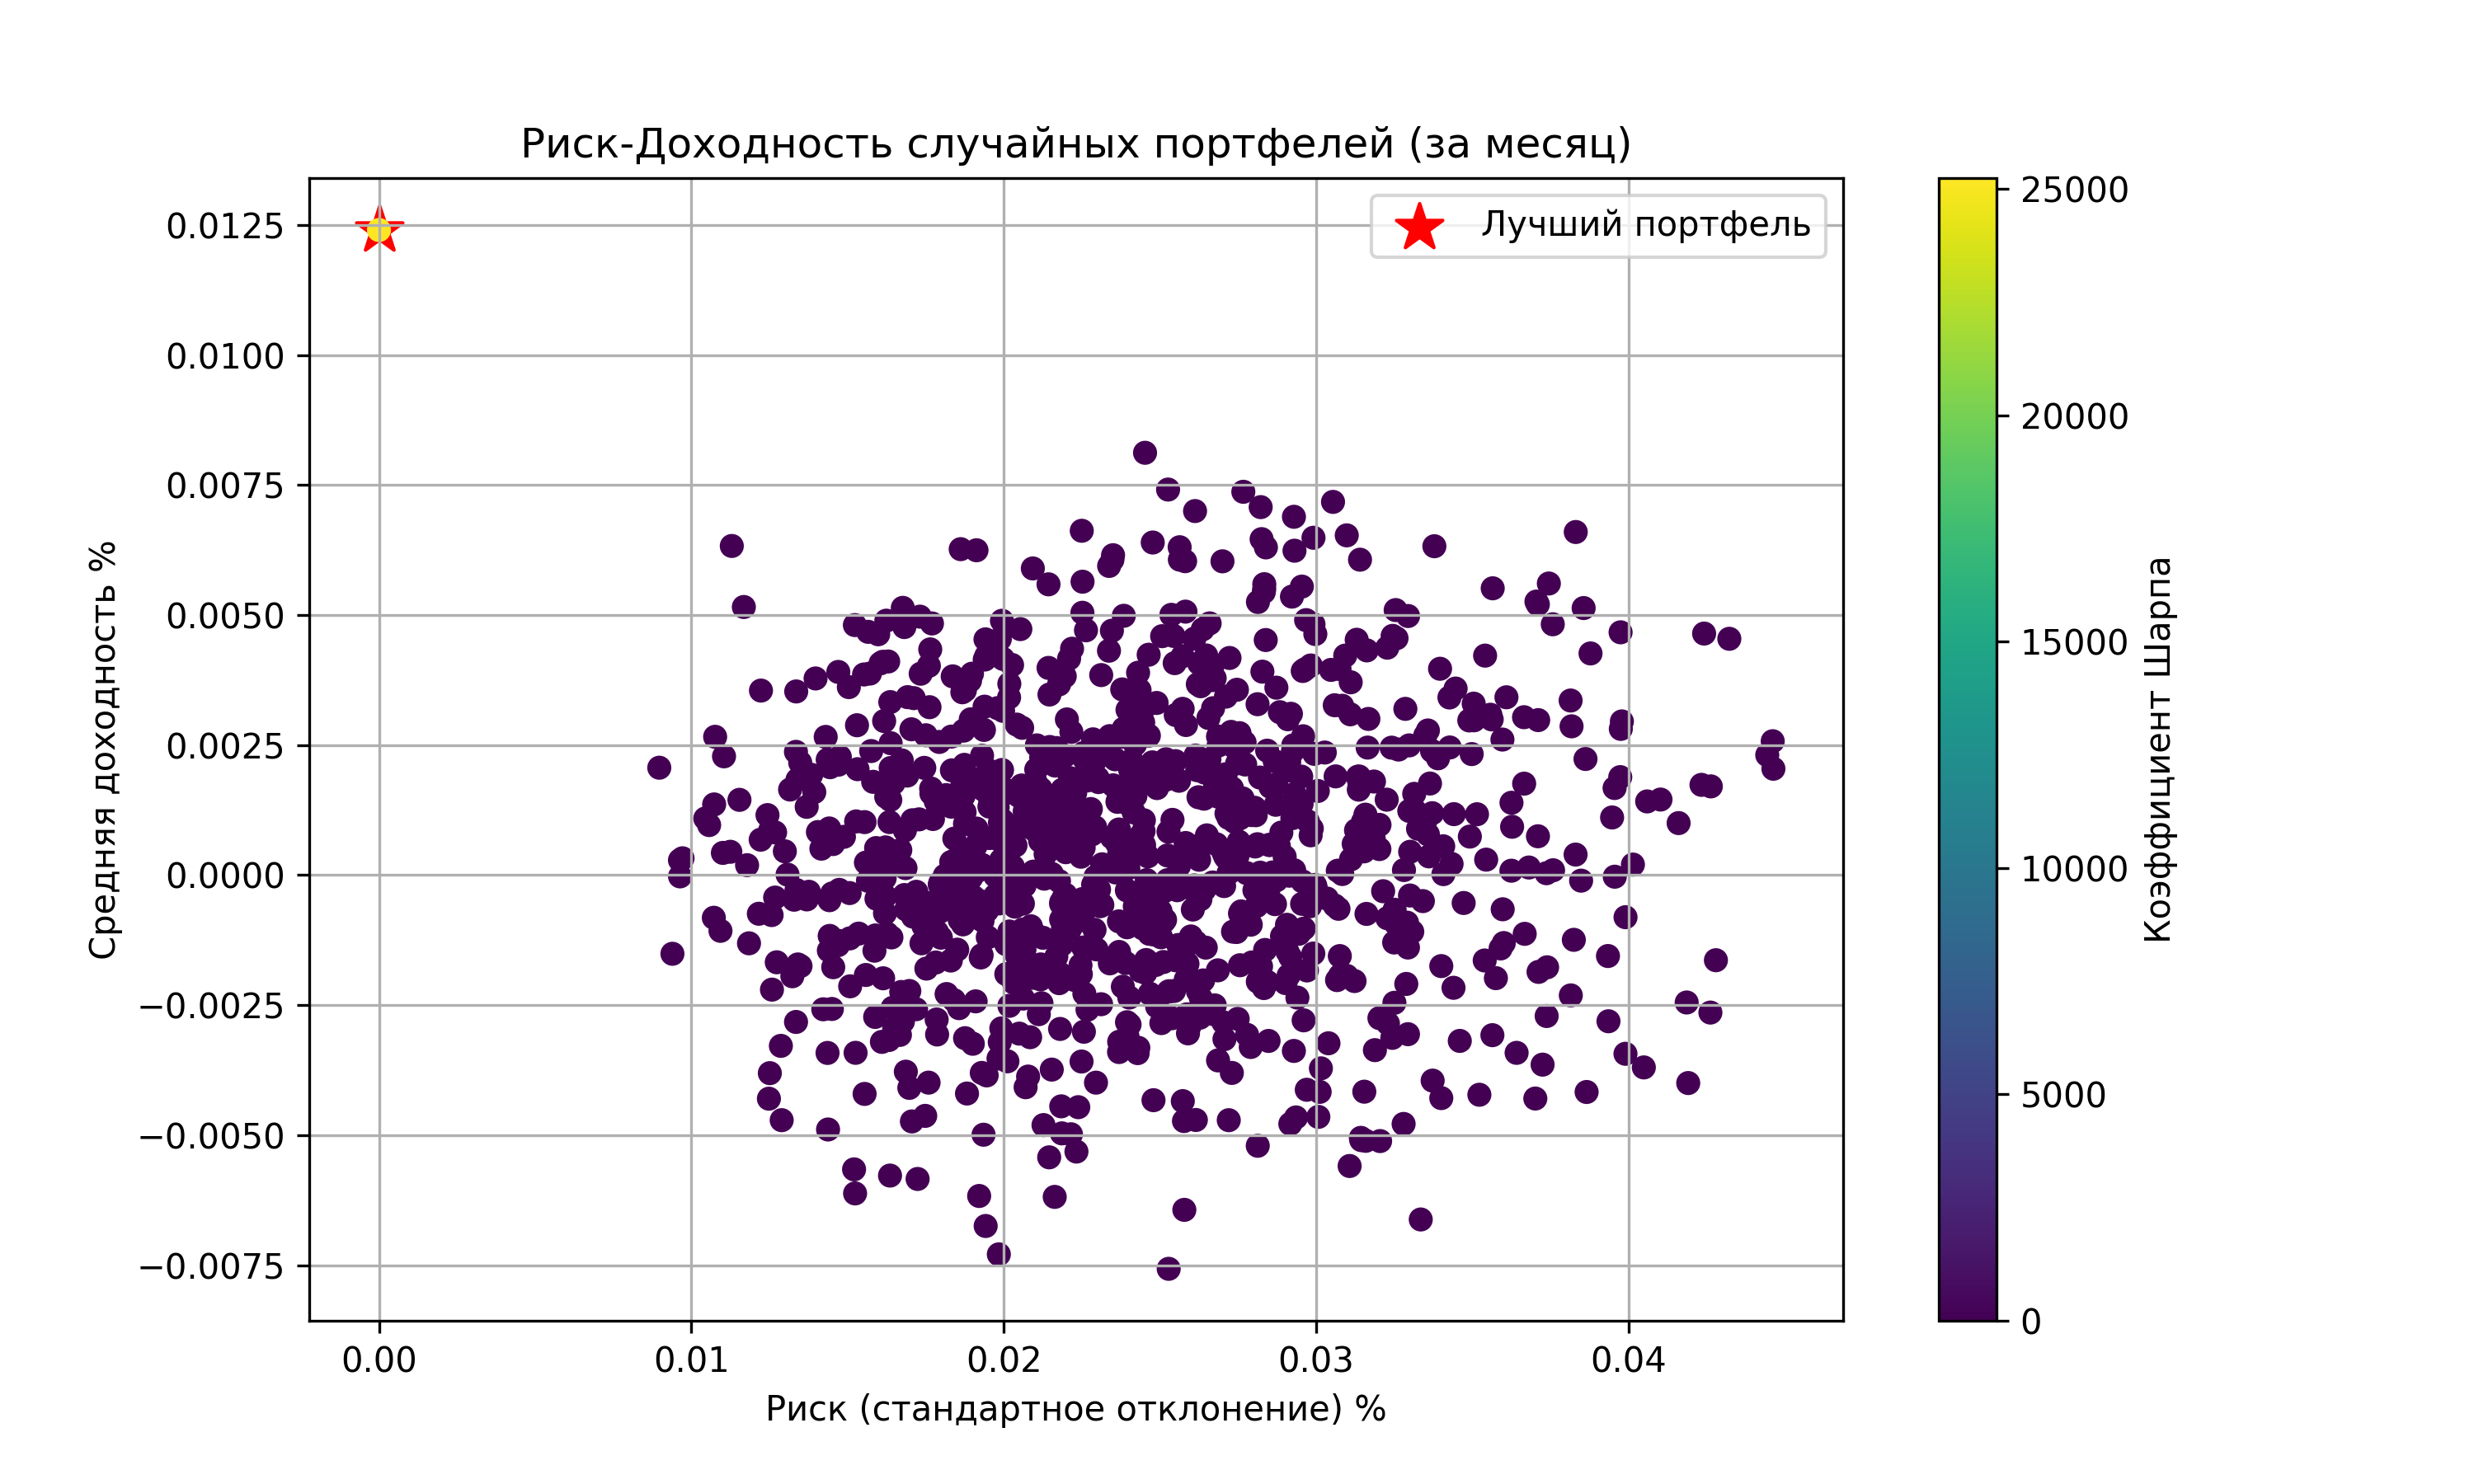 Риск-Доходность случайных портфелей (за месяц)
Лучший портфель
0.0125
0.0100
0.0075
0.0050
0.0025
0.0000
−0.0025
−0.0050
−0.0075
Средняя доходность %
0.00 0.01 0.02 0.03 0.04
Риск (стандартное отклонение) %
25000
20000
15000
10000
5000
0
Коэффициент Шарпа